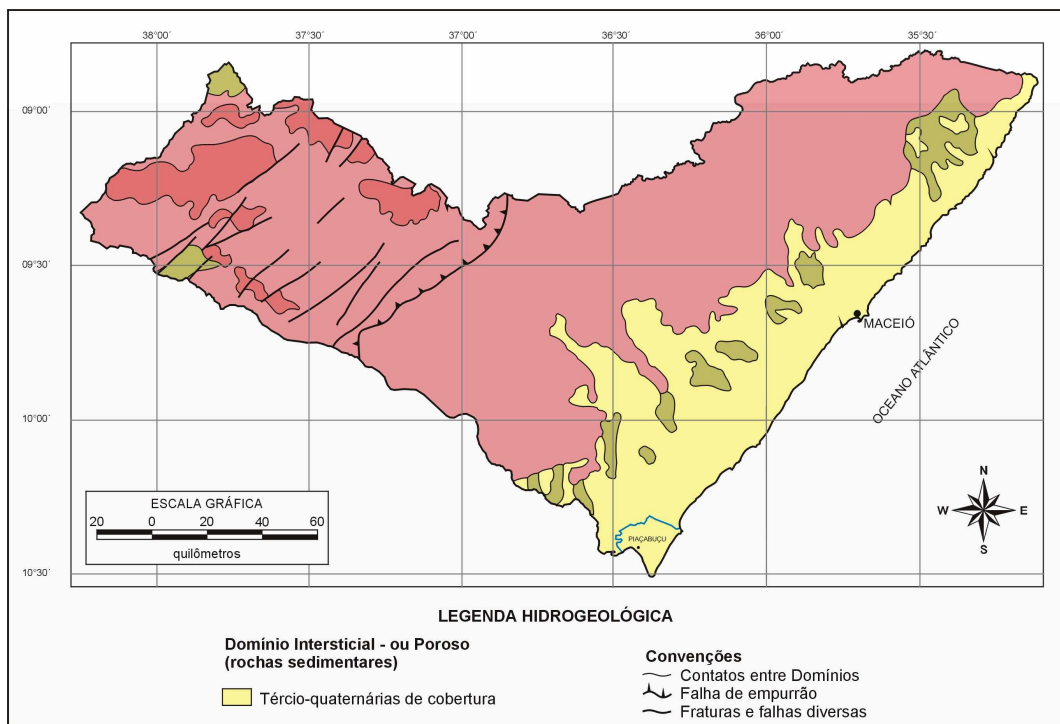 38°00' 37°30' 37°00' 36°30' 36°00' 35°30'
09°00'
09°30'
10°00'
10°30'
MACEIÓ
OCEANO ATLÂNTICO
PIAÇABUÇU
N
W E
S
ESCALA GRÁFICA
20 0 20 40 60
quilômetros
LEGENDA HIDROGEOLÓGICA
Domínio Intersticial - ou Poroso
(rochas sedimentares)
Tércio-quaternárias de cobertura
Convenções
Contatos entre Domínios
Falha de empurrão
Fraturas e falhas diversas